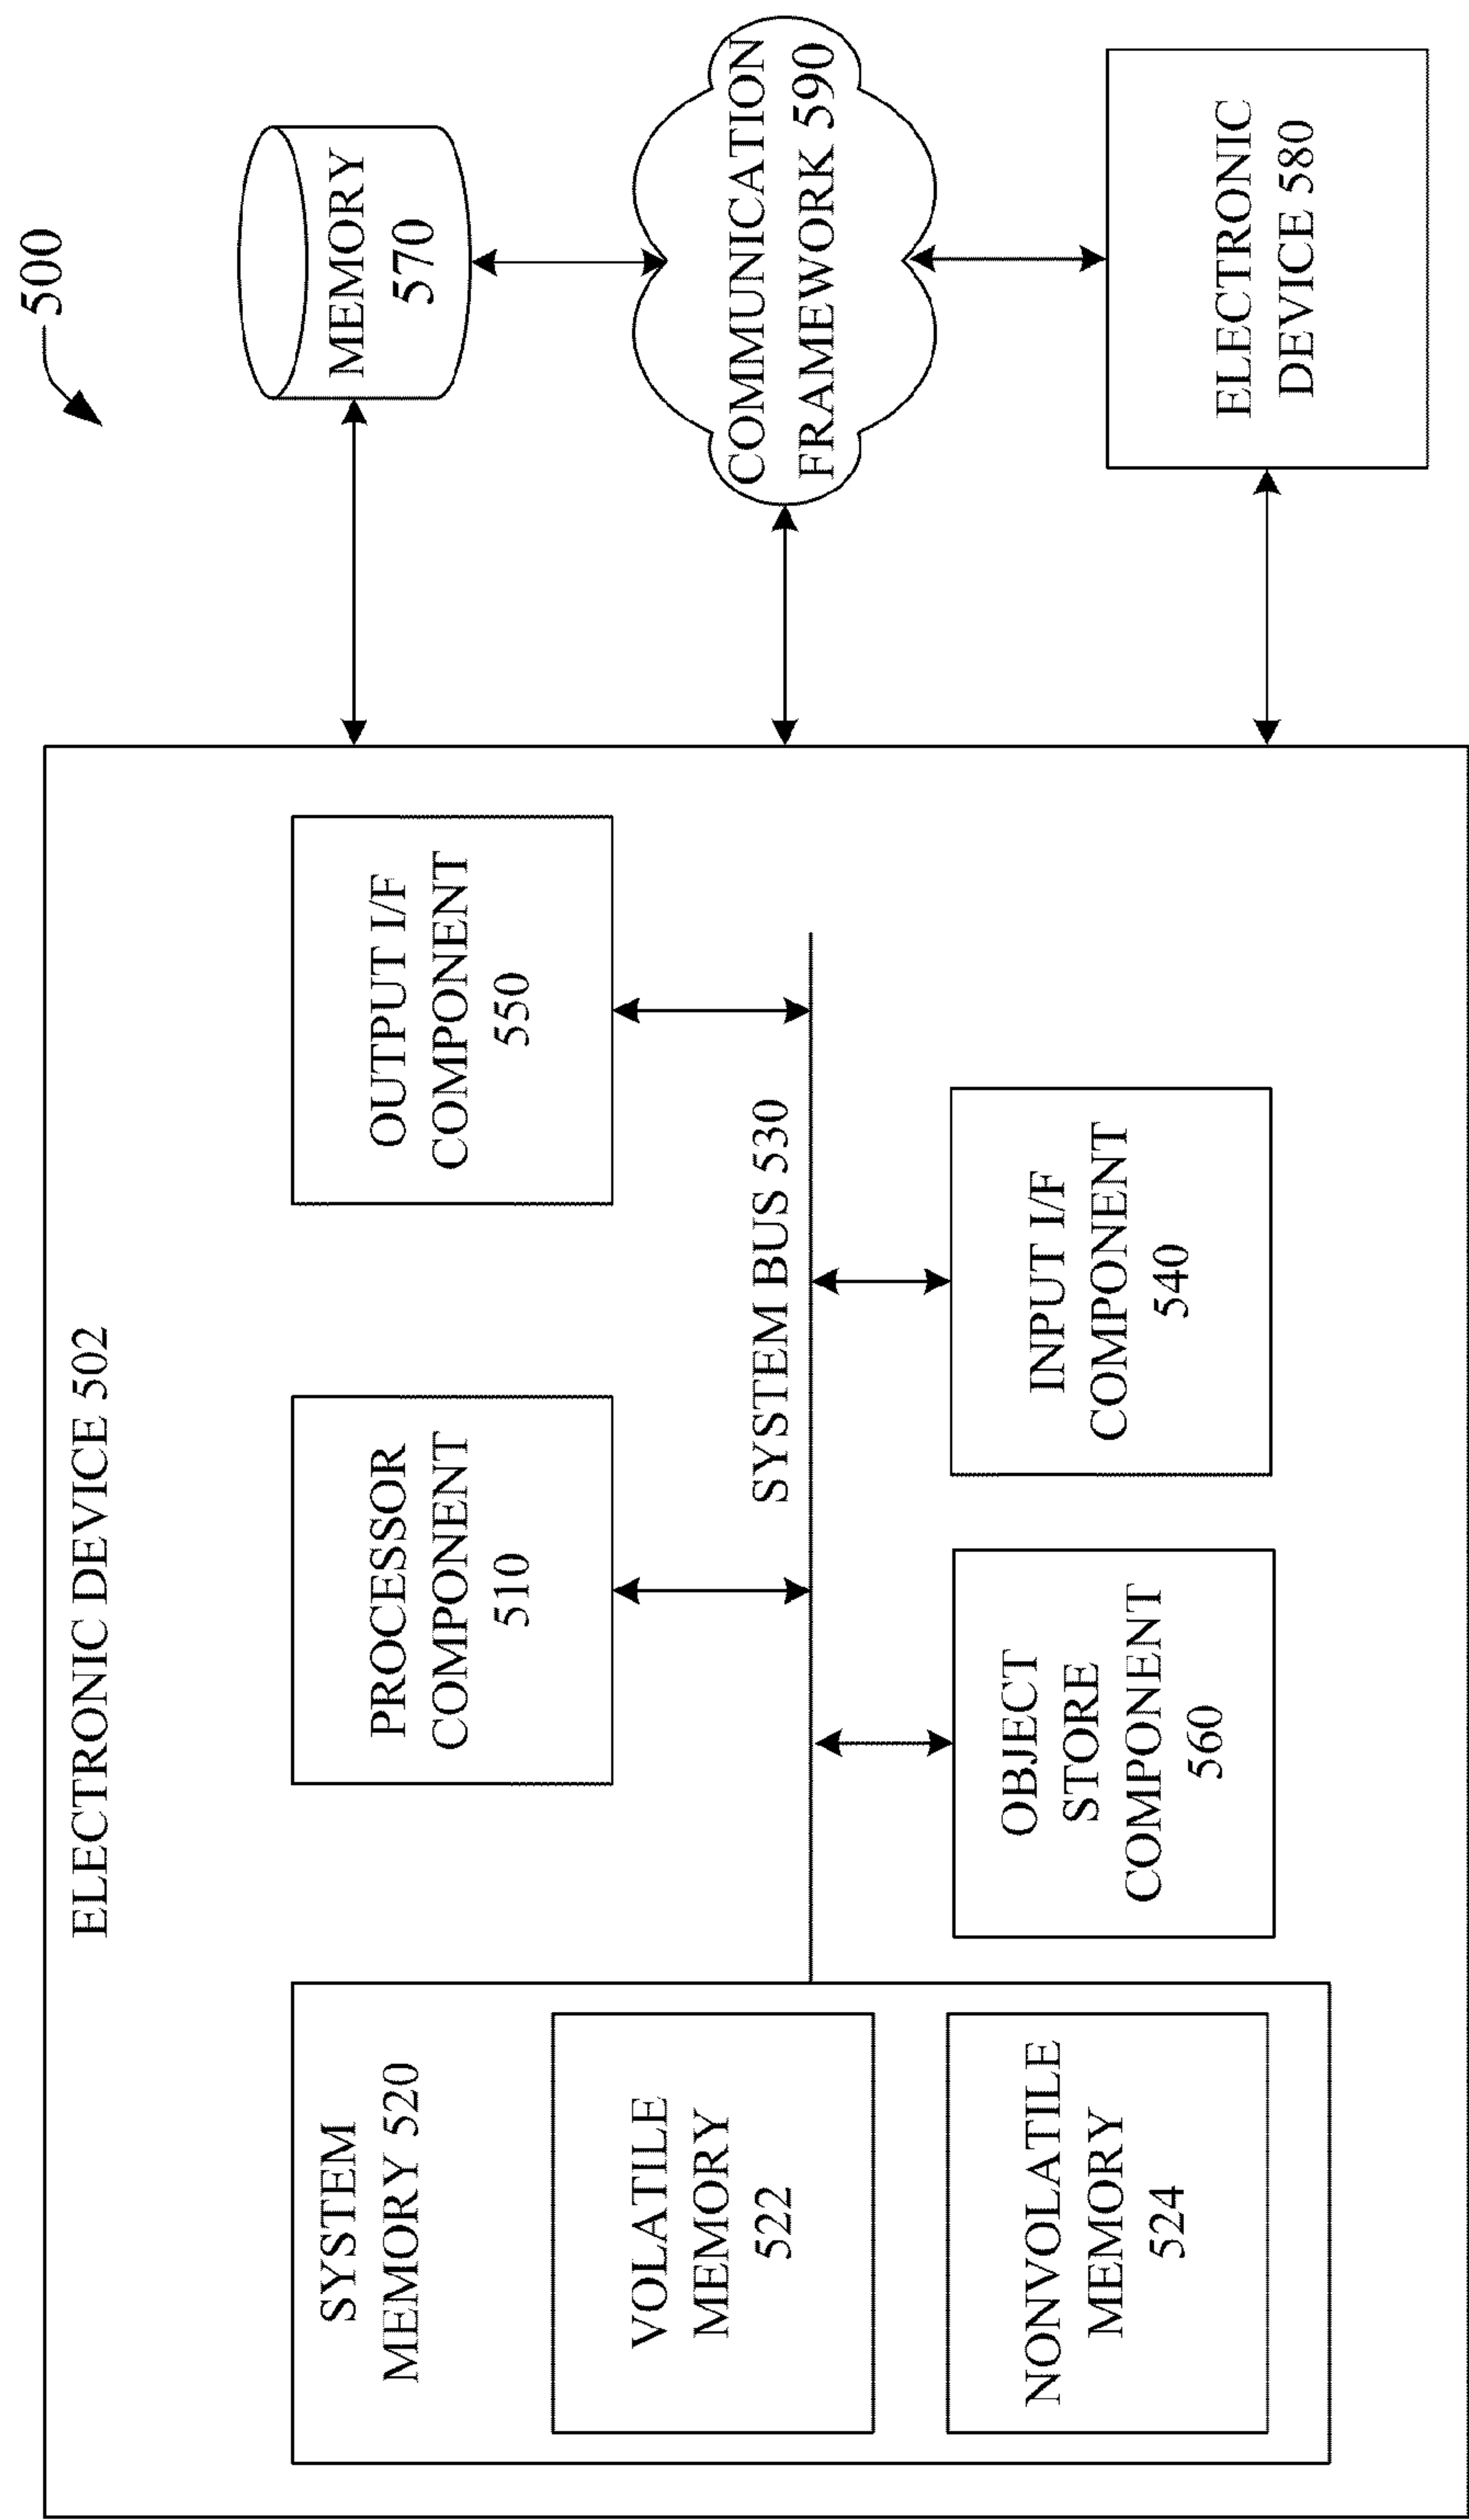 500
ELECTRONIC DEVICE 502
SYSTEM
MEMORY 520
VOLATILE
MEMORY
522
NONVOLATILE
MEMORY
524
PROCESSOR
COMPONENT
510
OUTPUT I/F
COMPONENT
550
SYSTEM BUS 530
OBJECT
STORE
COMPONENT
560
INPUT I/F
COMPONENT
540
MEMORY
570
COMMUNICATION
FRAMEWORK 590
ELECTRONIC
DEVICE 580